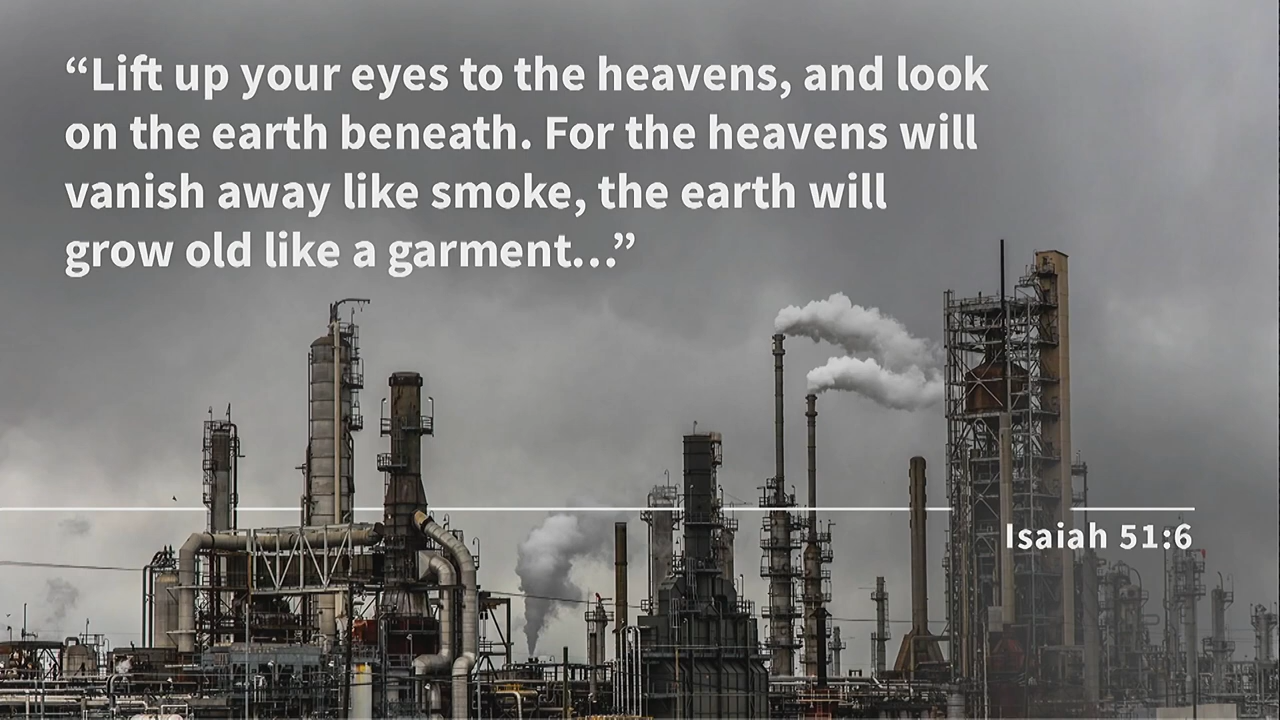 “Lift up your eyes to the heavens, and look
on the earth beneath. For the heavens will
vanish away like smoke, the earth will
grow old like a garment…”
Isaiah 51:6